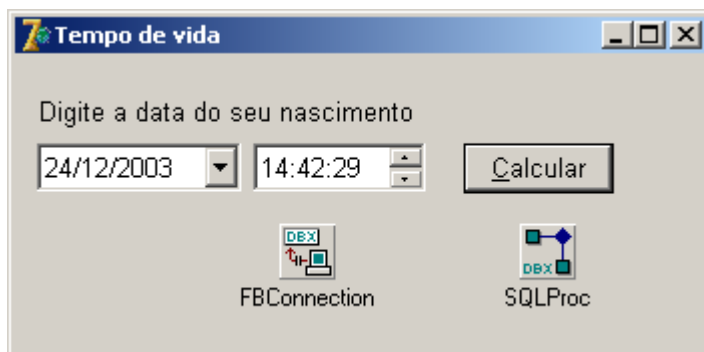 Tempo de vida
Digite a data do seu nascimento
24/12/2003 14:42:29 Calcular
DBX
DBX
FBConnection SQLProc